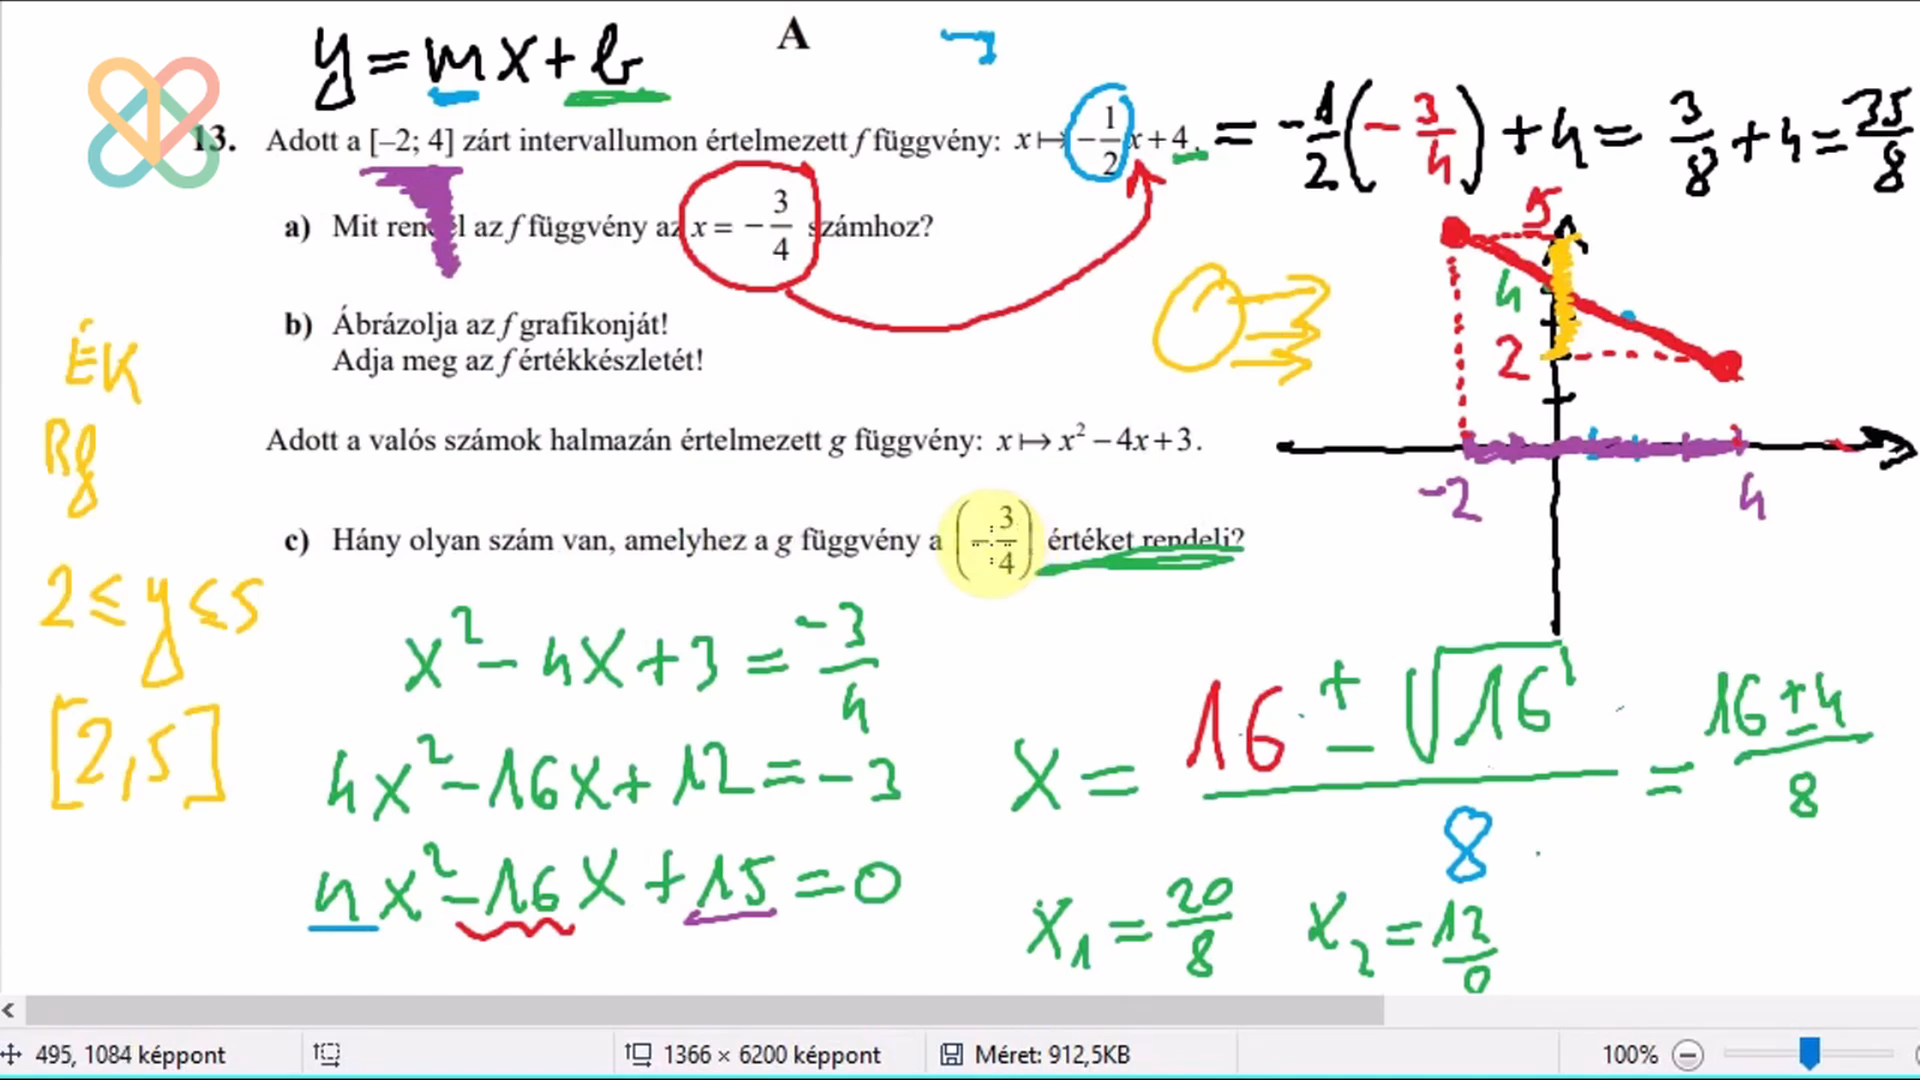 y = mx + b
A
13. Adott a [–2; 4] zárt intervallumon értelmezett f függvény: x ↦ −1/2 x + 4. = −1/2 (−3/4) + 4 = 3/8 + 4 = 35/8
a) Mit rendel az f függvény az x = −3/4 számhoz?
b) Ábrázolja az f grafikonját!
Adja meg az f értékkészletét!
5
4
2
-2
4
ÉK
Rg
2 ≤ y ≤ 5
[2,5]
Adott a valós számok halmazán értelmezett g függvény: x ↦ x² − 4x + 3.
c) Hány olyan szám van, amelyhez a g függvény a (−3/4) értéket rendeli?
x² − 4x + 3 = −3/4
4x² − 16x + 12 = −3
4x² − 16x + 15 = 0
x = (16 ± √16)/8 = (16 ± 4)/8
x₁ = 20/8 x₂ = 12/0
495, 1084 képpont
1366 × 6200 képpont
Méret: 912,5KB
100%